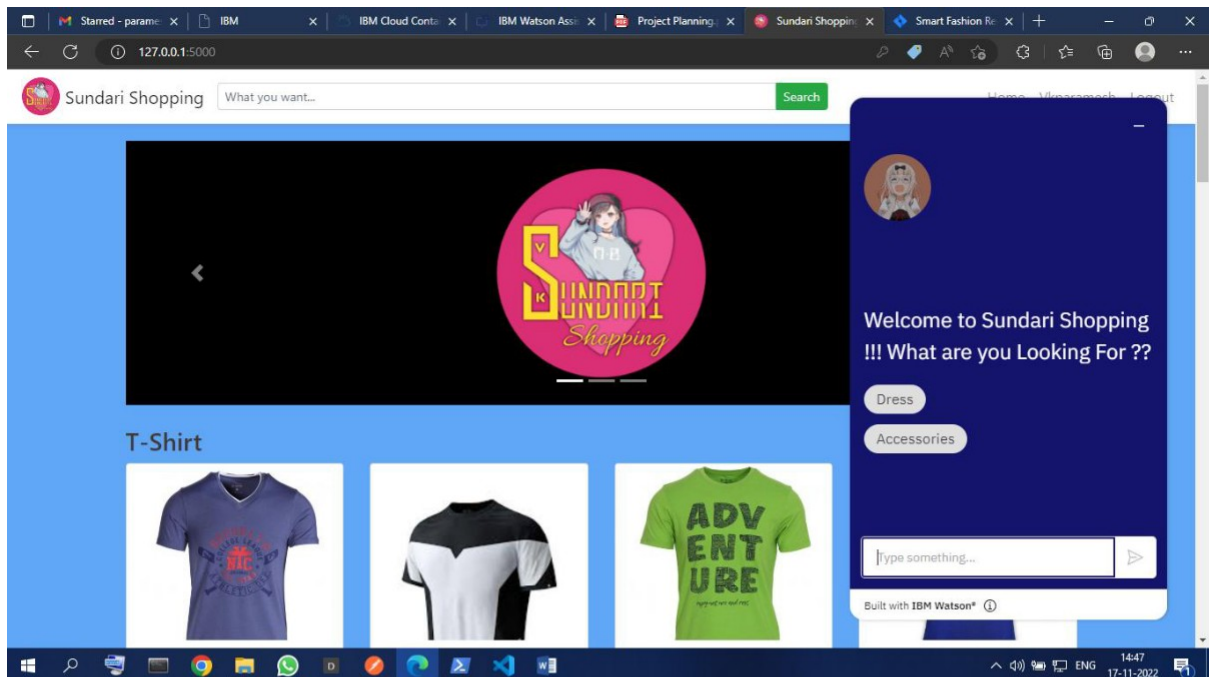 Starred - parame
IBM
IBM Cloud Conta
IBM Watson Assi
Project Planning
Sundari Shopping
Smart Fashion Re
127.0.0.1:5000
Sundari Shopping
What you want...
Search
Home
Vkparamesh
Logout
V
SUNDARI
K
Shopping
Welcome to Sundari Shopping
!!! What are you Looking For ??
Dress
Accessories
T-Shirt
NYC
ADV
ENT
URE
Type something...
Built with IBM Watson®
ENG
14:47
17-11-2022